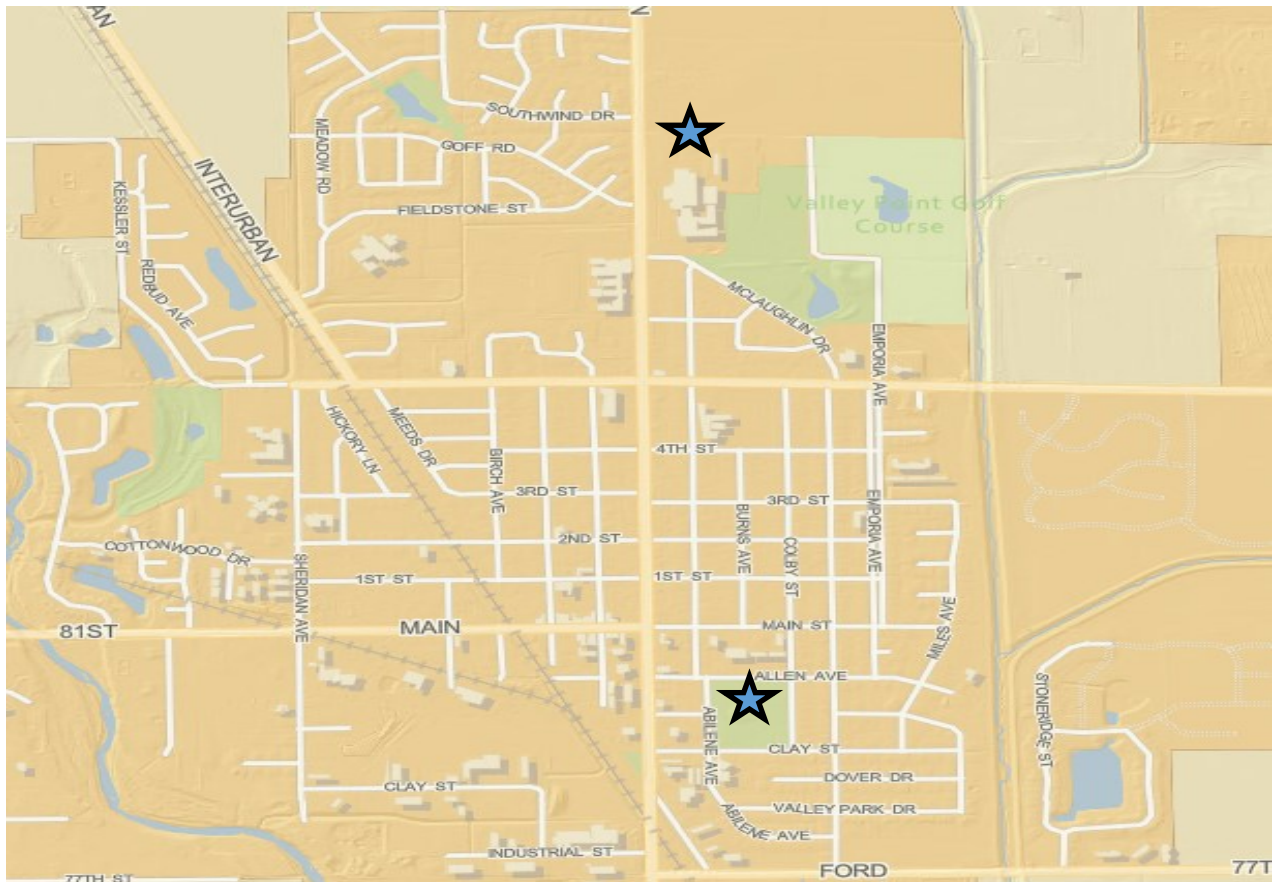 AN
N
SOUTHWIND DR
GOFF RD
MEADOW RD
INTERURBAN
KESSLER ST
FIELDSTONE ST
REDBUD AVE
Valley Point Golf
Course
MCLAUGHLIN DR
EMPORIA AVE
HICKORY LN
MEEDS DR
BIRCH AVE
4TH ST
3RD ST
3RD ST
BURNS AVE
EMPORIA AVE
2ND ST
COLBY ST
COTTONWOOD DR
SHERIDAN AVE
1ST ST
1ST ST
81ST
MAIN
MAIN ST
MILES AVE
ALLEN AVE
STONERIDGE ST
ABILENE AVE
CLAY ST
DOVER DR
CLAY ST
VALLEY PARK DR
ABILENE AVE
INDUSTRIAL ST
77TH ST
FORD
77T